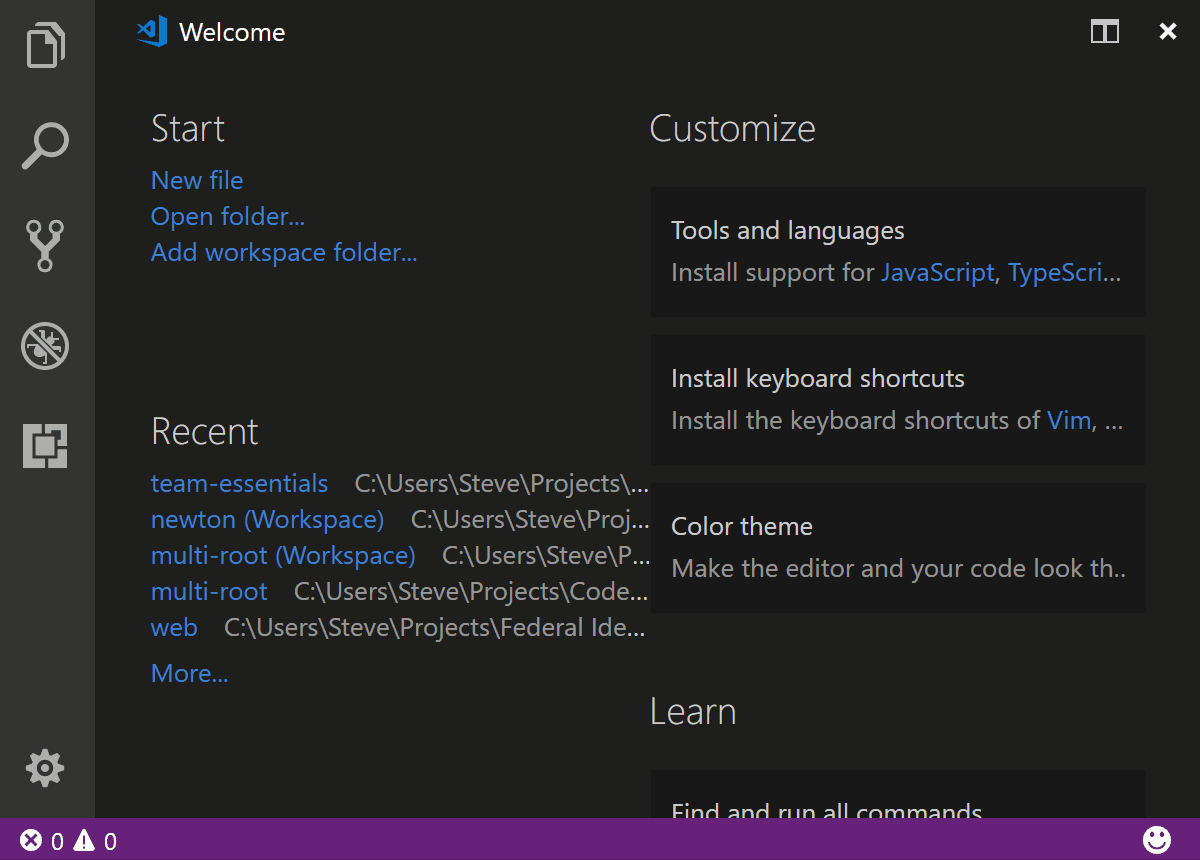 Welcome
Start
New file
Open folder...
Add workspace folder...
Recent
team-essentials C:\Users\Steve\Projects\...
newton (Workspace) C:\Users\Steve\Proj...
multi-root (Workspace) C:\Users\Steve\P...
multi-root C:\Users\Steve\Projects\Code...
web C:\Users\Steve\Projects\Federal Ide...
More...
Customize
Tools and languages
Install support for JavaScript, TypeScri...
Install keyboard shortcuts
Install the keyboard shortcuts of Vim, ...
Color theme
Make the editor and your code look th..
Learn
Find and run all commands
0 0